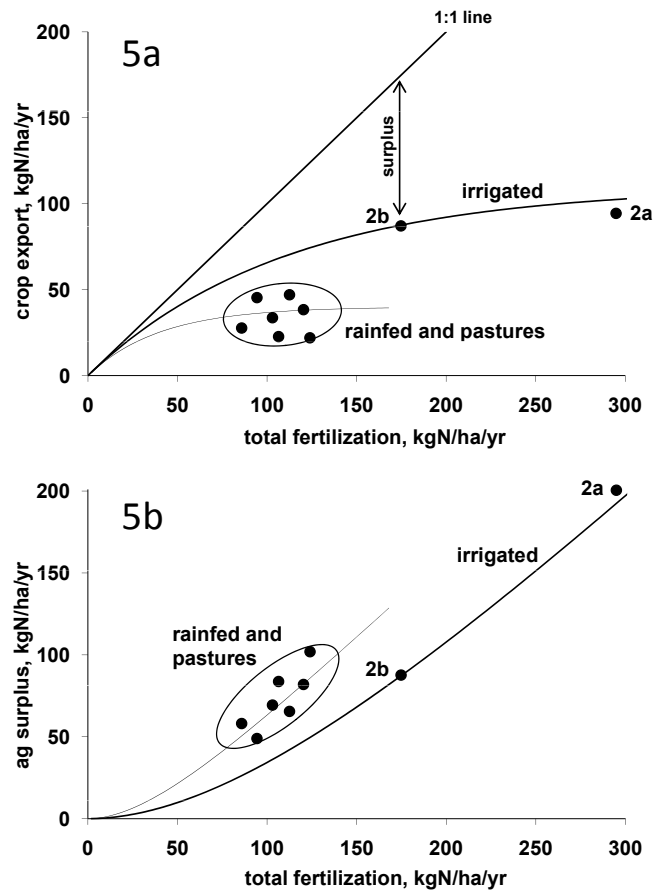 1:1 line
5a
200
150
100
50
0
crop export, kgN/ha/yr
surplus
irrigated
2b
2a
rainfed and pastures
0 50 100 150 200 250 300
total fertilization, kgN/ha/yr
5b
200
150
100
50
0
ag surplus, kgN/ha/yr
2a
irrigated
rainfed and
pastures
2b
0 50 100 150 200 250 300
total fertilization, kgN/ha/yr